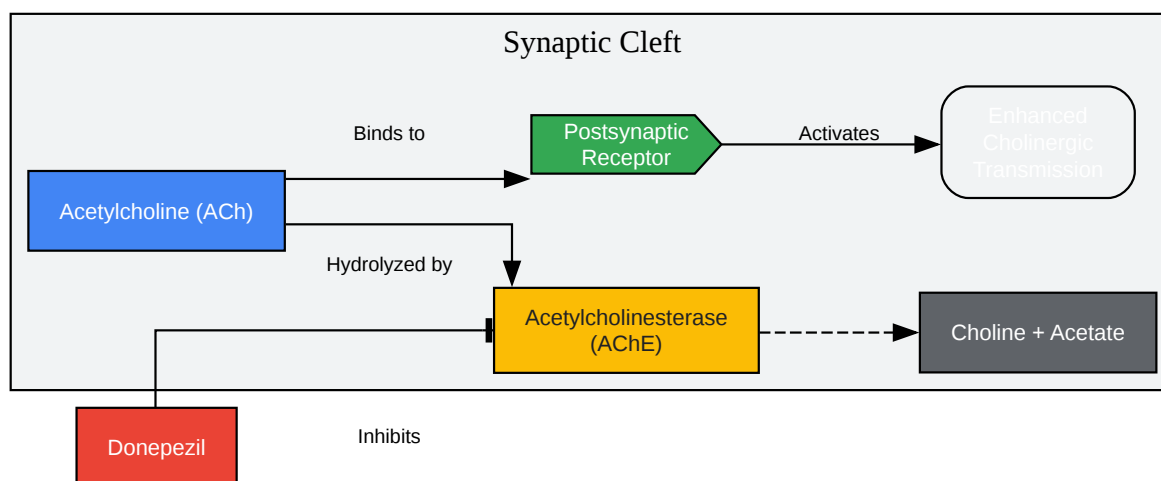 Synaptic Cleft
Binds to
Postsynaptic
Receptor
Activates
Enhanced
Cholinergic
Transmission
Acetylcholine (ACh)
Hydrolyzed by
Acetylcholinesterase
(AChE)
Choline + Acetate
Donepezil
Inhibits